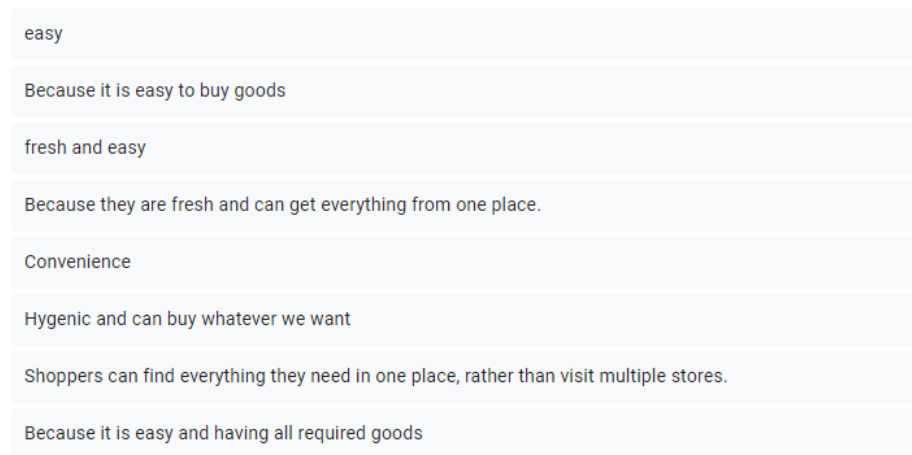 easy
Because it is easy to buy goods
fresh and easy
Because they are fresh and can get everything from one place.
Convenience
Hygenic and can buy whatever we want
Shoppers can find everything they need in one place, rather than visit multiple stores.
Because it is easy and having all required goods